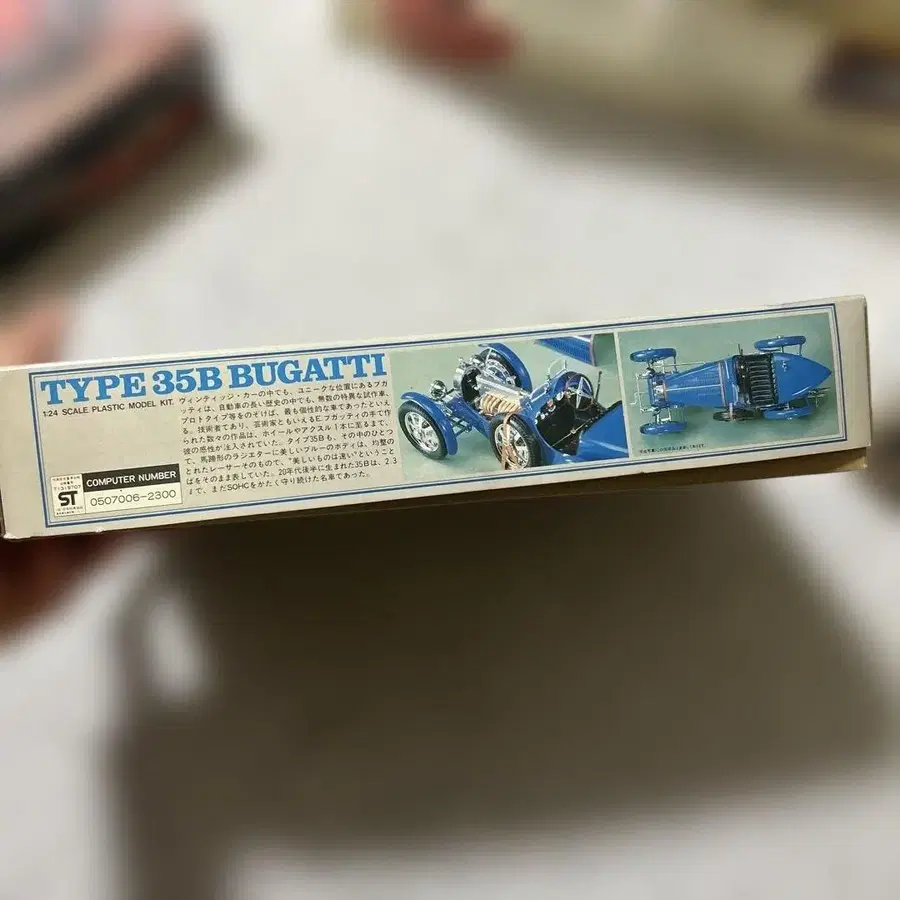 TYPE 35B BUGATTI
1:24 SCALE PLASTIC MODEL KIT.
ヴィンティッジ・カーの中でも、ユニークな位置にあるブガ
ッティは、自動車の長い歴史の中でも、無数の特異な試作車、
プロトタイプ等をのぞけば、最も個性的な車であったといえ
る。技術者であり、芸術家ともいえるE.ブガッティの手で作
られた数々の作品は、ホイールやアクスル1本に至るまで、
彼の感性が注入されていた。タイプ35Bも、その中のひとつ
で、馬蹄形のラジエターに美しいブルーのボディは、均整の
とれたレーサーそのもので、"美しいものは速い"というこ
とばをそのまま表していた。20年代後半に生まれた35Bは、2.3
ℓで、まだSOHCをかたく守り続けた名車であった。
ST
COMPUTER NUMBER
0507006-2300